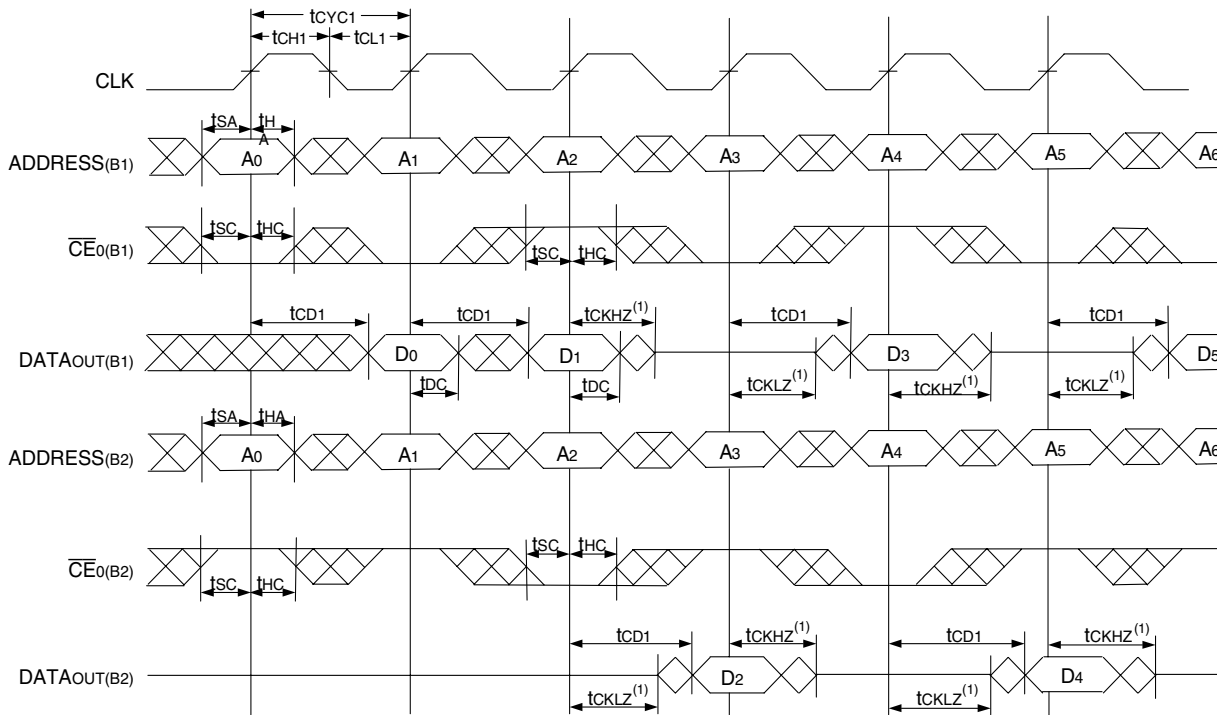 tCYC1
tCH1 tCL1
CLK
tSA tH
A
ADDRESS(B1) A0 A1 A2 A3 A4 A5 A6
CE0(B1) tSC tHC tSC tHC
tCD1 tCD1 tCKHZ(1) tCD1 tCD1
DATAOUT(B1) D0 D1 D3 D5
tDC tDC tCKLZ(1) tCKHZ(1) tCKLZ(1)
tSA tHA
ADDRESS(B2) A0 A1 A2 A3 A4 A5 A6
tSC tHC
CE0(B2)
tSC tHC
tCD1 tCKHZ(1) tCD1 tCKHZ(1)
DATAOUT(B2) D2 D4
tCKLZ(1) tCKLZ(1)